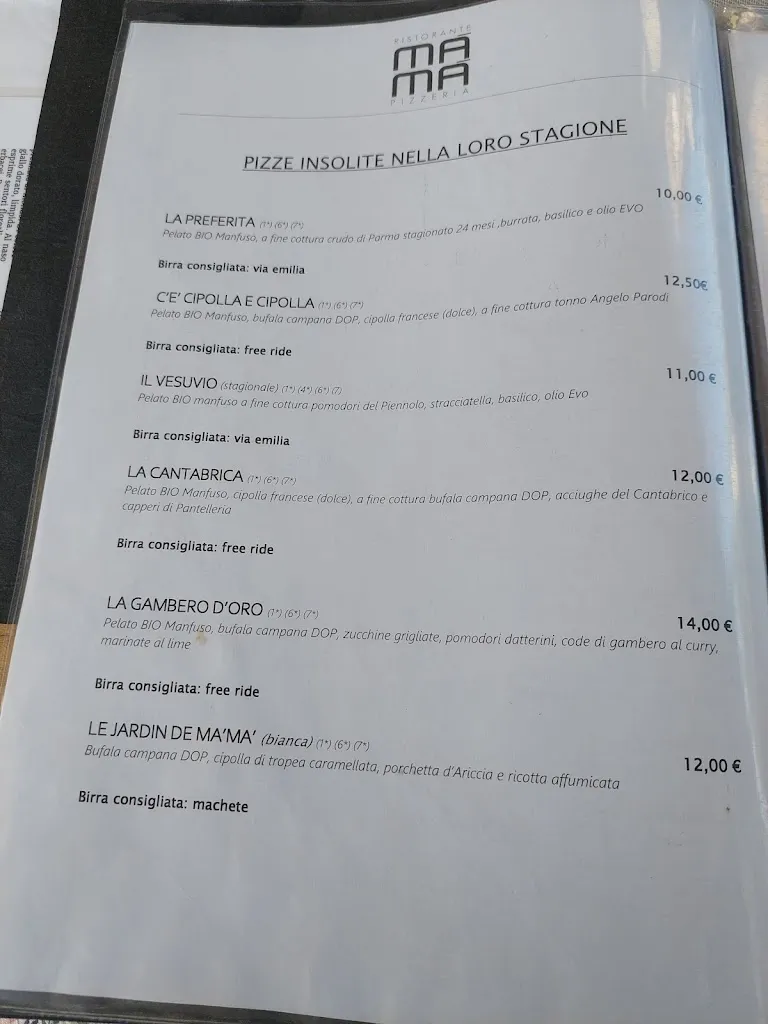 RISTORANTE
MA
MA
PIZZERIA
PIZZE INSOLITE NELLA LORO STAGIONE
10,00 €
LA PREFERITA (1*) (6*) (7*)
Pelato BIO Manfuso, a fine cottura crudo di Parma stagionato 24 mesi ,burrata, basilico e olio EVO
Birra consigliata: via emilia
12,50€
C'E' CIPOLLA E CIPOLLA (1*) (6*) (7*)
Pelato BIO Manfuso, bufala campana DOP, cipolla francese (dolce), a fine cottura tonno Angelo Parodi
Birra consigliata: free ride
11,00 €
IL VESUVIO (stagionale) (1*) (4*) (6*) (7)
Pelato BIO manfuso a fine cottura pomodori del Piennolo, stracciatella, basilico, olio Evo
Birra consigliata: via emilia
LA CANTABRICA (1*) (6*) (7*) 12,00 €
Pelato BIO Manfuso, cipolla francese (dolce), a fine cottura bufala campana DOP, acciughe del Cantabrico e
capperi di Pantelleria
Birra consigliata: free ride
LA GAMBERO D'ORO (1*) (6*) (7*) 14,00 €
Pelato BIO Manfuso, bufala campana DOP, zucchine grigliate, pomodori datterini, code di gambero al curry,
marinate al lime
Birra consigliata: free ride
LE JARDIN DE MA'MA' (bianca) (1*) (6*) (7*) 12,00 €
Bufala campana DOP, cipolla di tropea caramellata, porchetta d'Ariccia e ricotta affumicata
Birra consigliata: machete
giallo dorato, limpida. Al naso
esprime sentori floreali